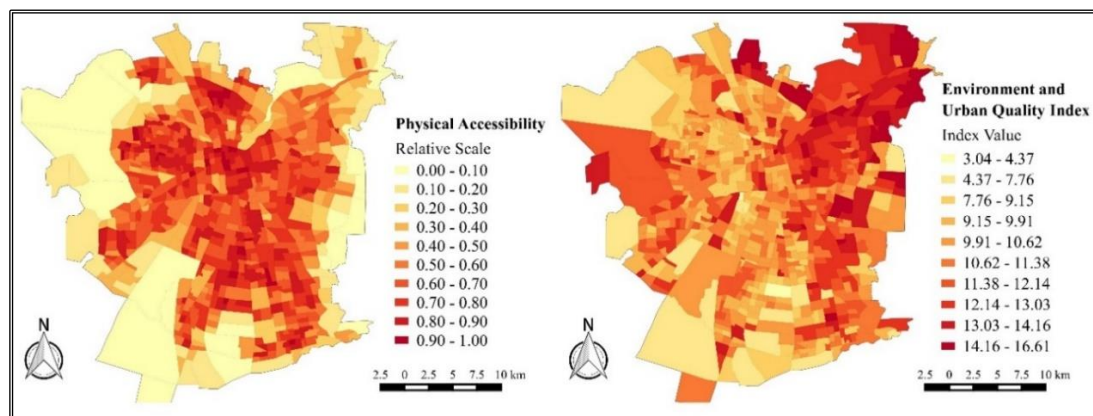 Physical Accessibility
Relative Scale
0.00 - 0.10
0.10 - 0.20
0.20 - 0.30
0.30 - 0.40
0.40 - 0.50
0.50 - 0.60
0.60 - 0.70
0.70 - 0.80
0.80 - 0.90
0.90 - 1.00
N
2.5 0 2.5 5 7.5 10 km
Environment and
Urban Quality Index
Index Value
3.04 - 4.37
4.37 - 7.76
7.76 - 9.15
9.15 - 9.91
9.91 - 10.62
10.62 - 11.38
11.38 - 12.14
12.14 - 13.03
13.03 - 14.16
14.16 - 16.61
N
2.5 0 2.5 5 7.5 10 km